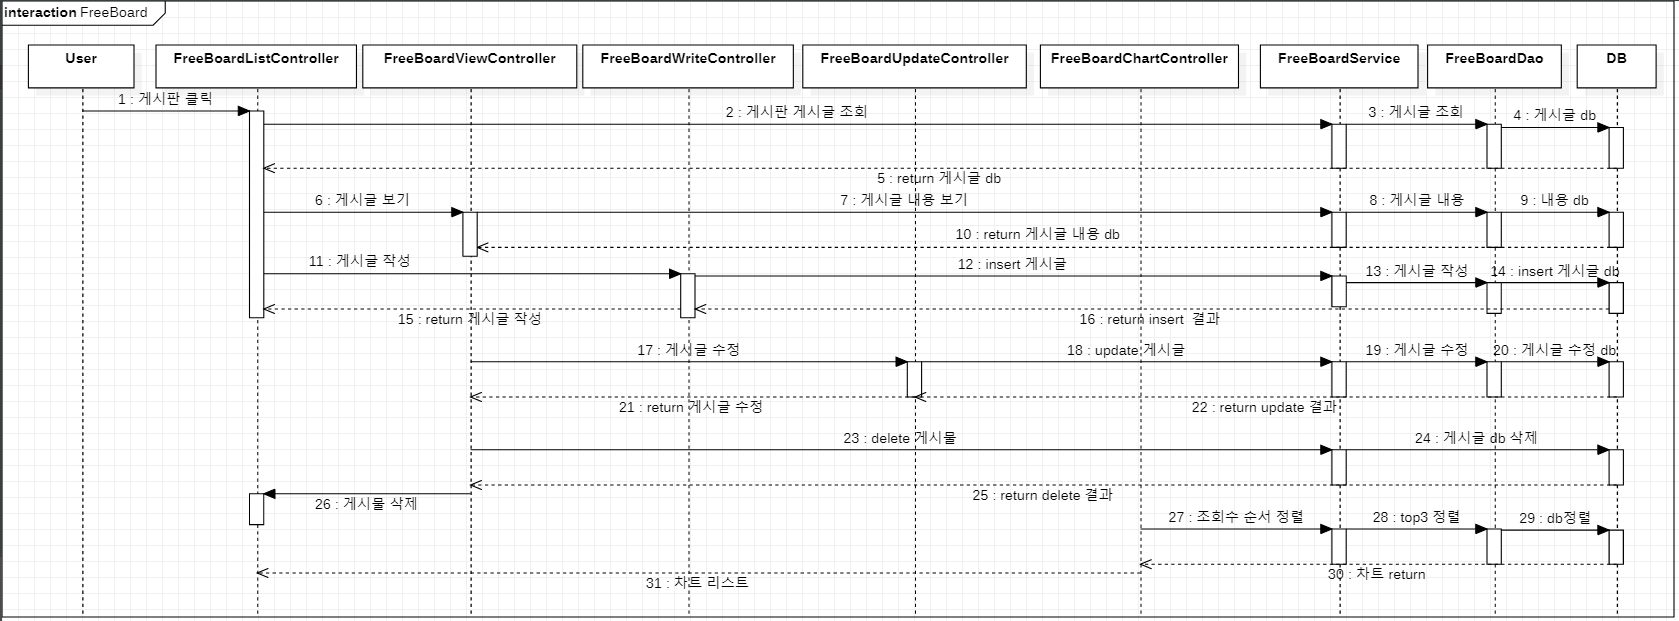 interaction FreeBoard
User
FreeBoardListController
FreeBoardViewController
FreeBoardWriteController
FreeBoardUpdateController
FreeBoardChartController
FreeBoardService
FreeBoardDao
DB
1 : 게시판 클릭
2 : 게시판 게시글 조회
3 : 게시글 조회
4 : 게시글 db
5 : return 게시글 db
6 : 게시글 보기
7 : 게시글 내용 보기
8 : 게시글 내용
9 : 내용 db
10 : return 게시글 내용 db
11 : 게시글 작성
12 : insert 게시글
13 : 게시글 작성
14 : insert 게시글 db
15 : return 게시글 작성
16 : return insert 결과
17 : 게시글 수정
18 : update 게시글
19 : 게시글 수정
20 : 게시글 수정 db
21 : return 게시글 수정
22 : return update 결과
23 : delete 게시물
24 : 게시글 db 삭제
25 : return delete 결과
26 : 게시물 삭제
27 : 조회수 순서 정렬
28 : top3 정렬
29 : db정렬
30 : 차트 return
31 : 차트 리스트